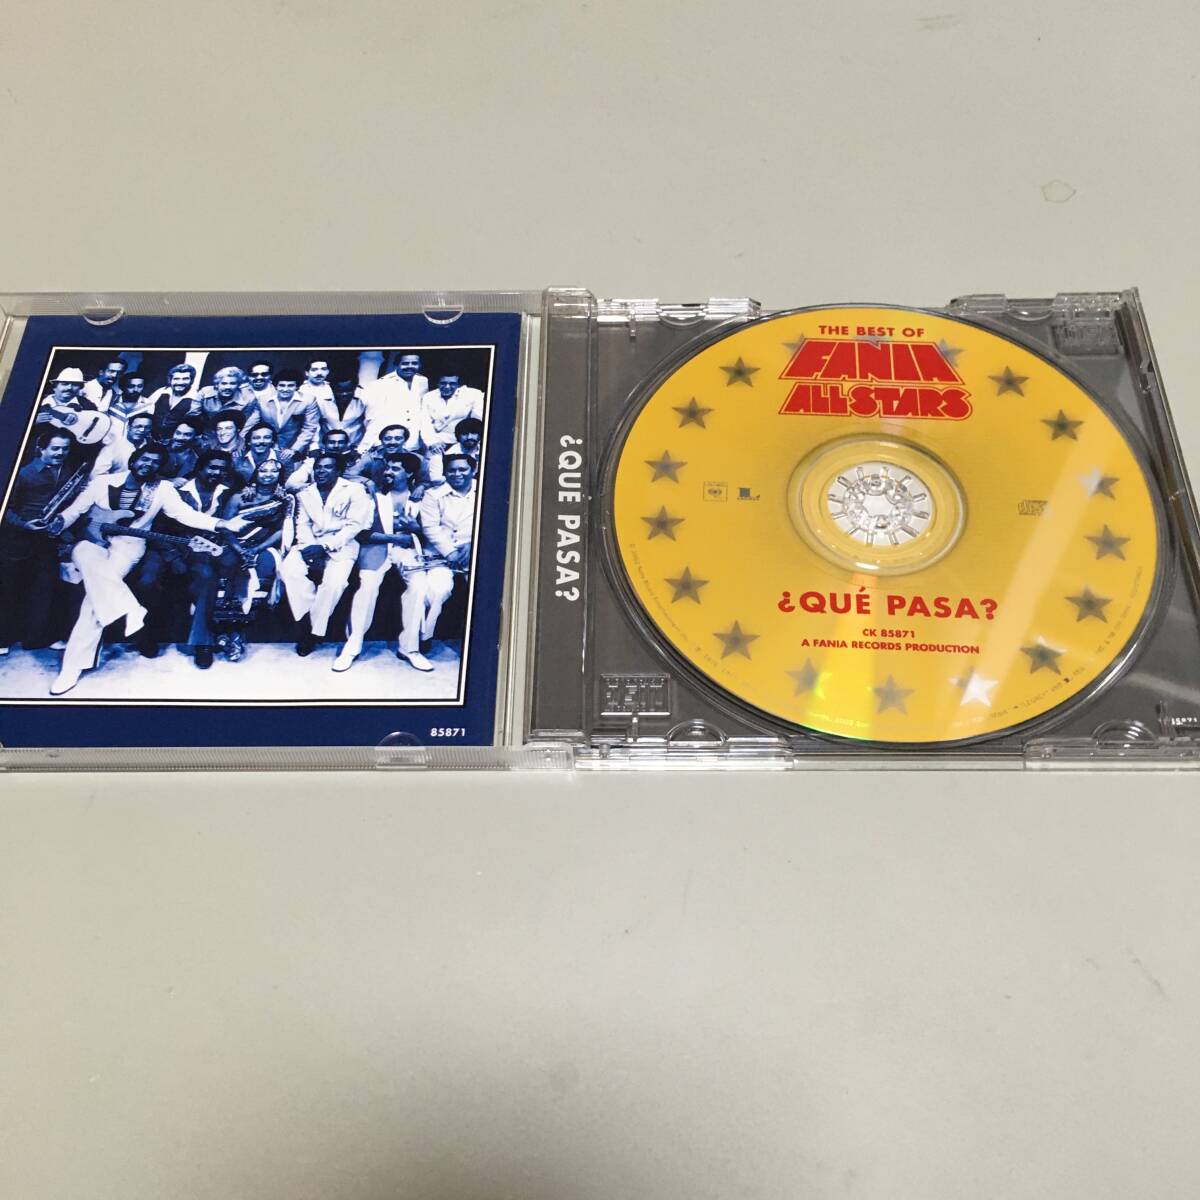 85871
¿QUÉ PASA?
THE BEST OF
FANIA
ALL★STARS
¿QUÉ PASA?
CK 85871
A FANIA RECORDS PRODUCTION